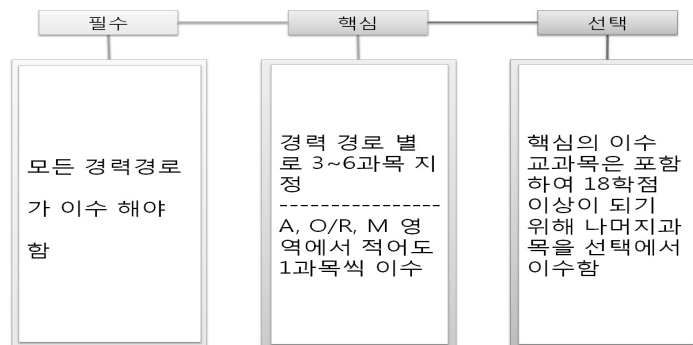 필수
핵심
선택
모든 경력경로
가 이수 해야
함
경력 경로 별
로 3~6과목 지
정
----------------
A, O/R, M 영
역에서 적어도
1과목씩 이수
핵심의 이수
교과목은 포함
하여 18학점
이상이 되기
위해 나머지과
목을 선택에서
이수함